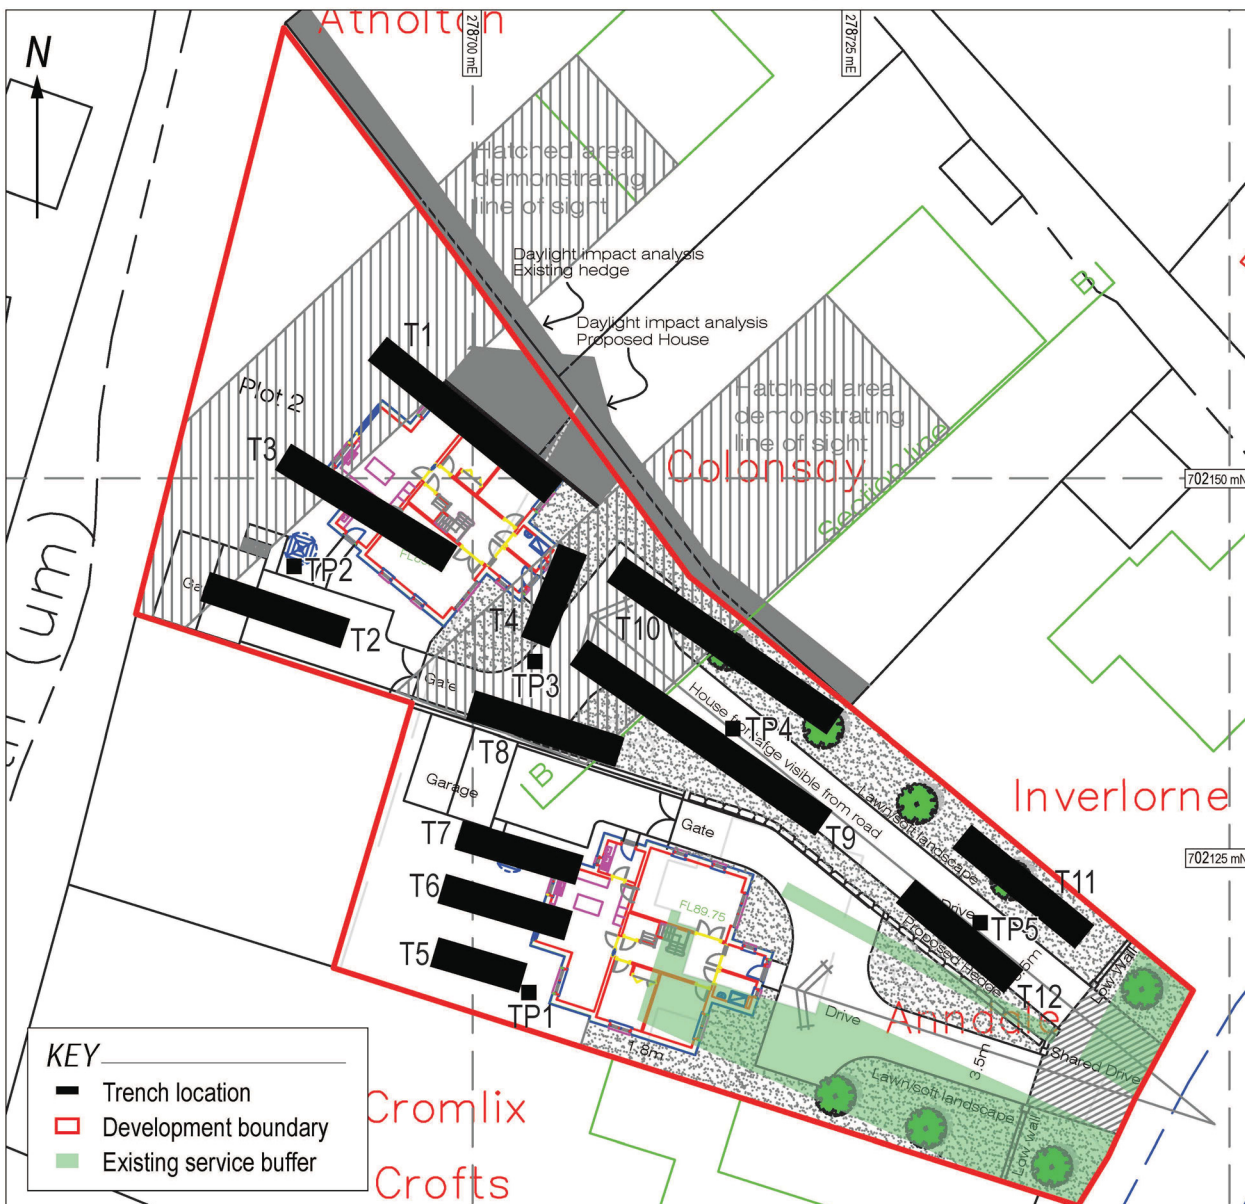 Atholton
N
278700 mE
278725 mE
Hatched area
demonstrating
line of sight
Daylight impact analysis
Existing hedge
Daylight impact analysis
Proposed House
B
T1
Plot 2
Hatched area
demonstrating
line of sight
T3
Colonsay
Section line
702150 mN
(um)
TP2
T2
T4
T10
TP3
Gate
House frontage visible from road
TP4
T8
B
Garage
Lawn/soft landscape
Inverlorne
T7
Gate
T9
702125 mN
T6
FL89.75
T11
Drive
TP5
T5
Proposed Hedge
3.5m
Low Wall
TP1
T12
Drive
Anndale
1.8m
3.5m
Shared Drive
Lawn/soft landscape
Low wall
KEY
Trench location
Development boundary
Existing service buffer
Cromlix
Crofts